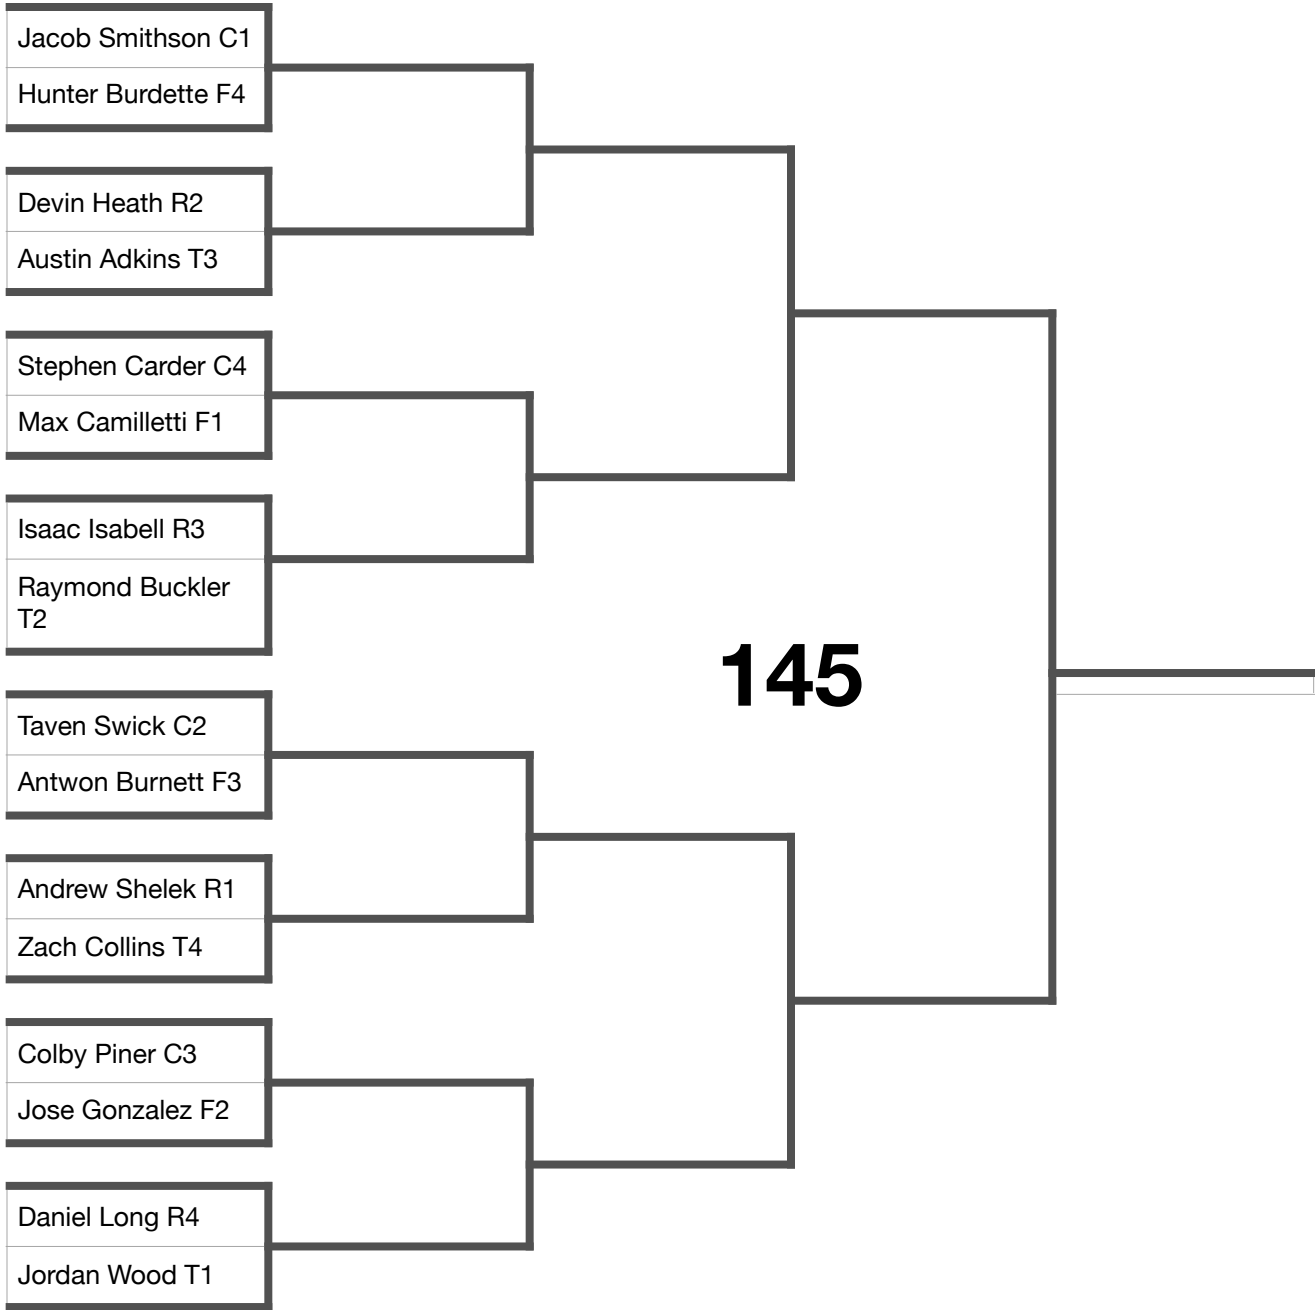 Jacob Smithson C1
Hunter Burdette F4
Devin Heath R2
Austin Adkins T3
Stephen Carder C4
Max Camilletti F1
Isaac Isabell R3
Raymond Buckler
T2
145
Taven Swick C2
Antwon Burnett F3
Andrew Shelek R1
Zach Collins T4
Colby Piner C3
Jose Gonzalez F2
Daniel Long R4
Jordan Wood T1